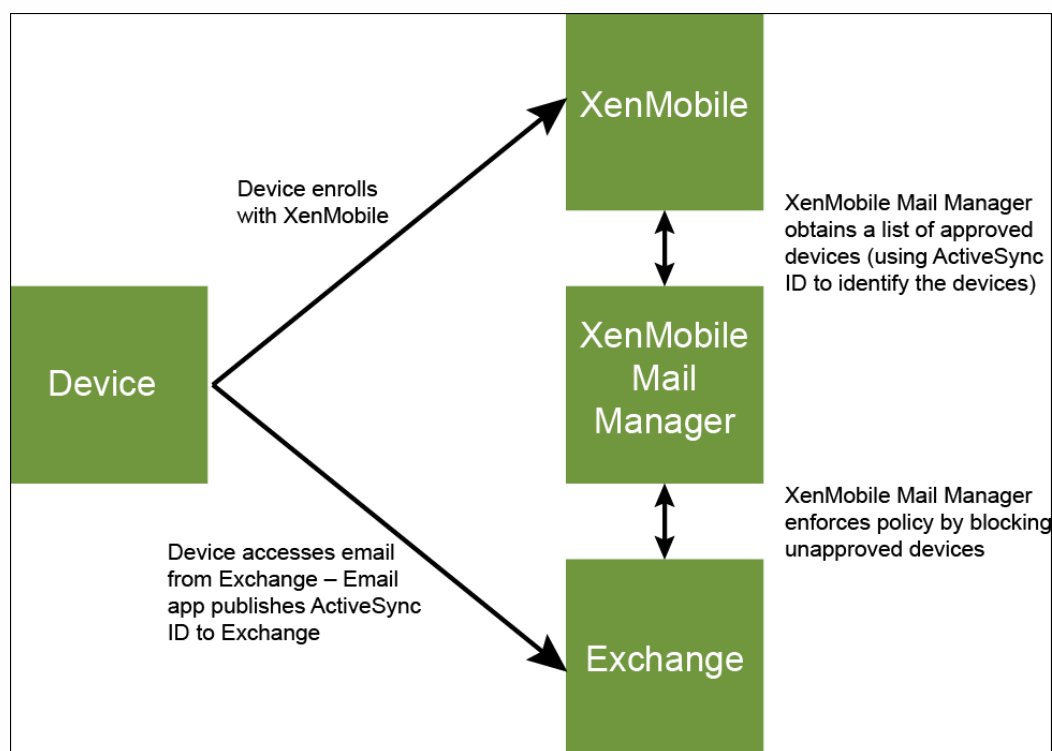 XenMobile
Device enrolls
with XenMobile
XenMobile Mail Manager
obtains a list of approved
devices (using ActiveSync
ID to identify the devices)
Device
XenMobile
Mail
Manager
XenMobile Mail Manager
enforces policy by blocking
unapproved devices
Device accesses email
from Exchange – Email
app publishes ActiveSync
ID to Exchange
Exchange